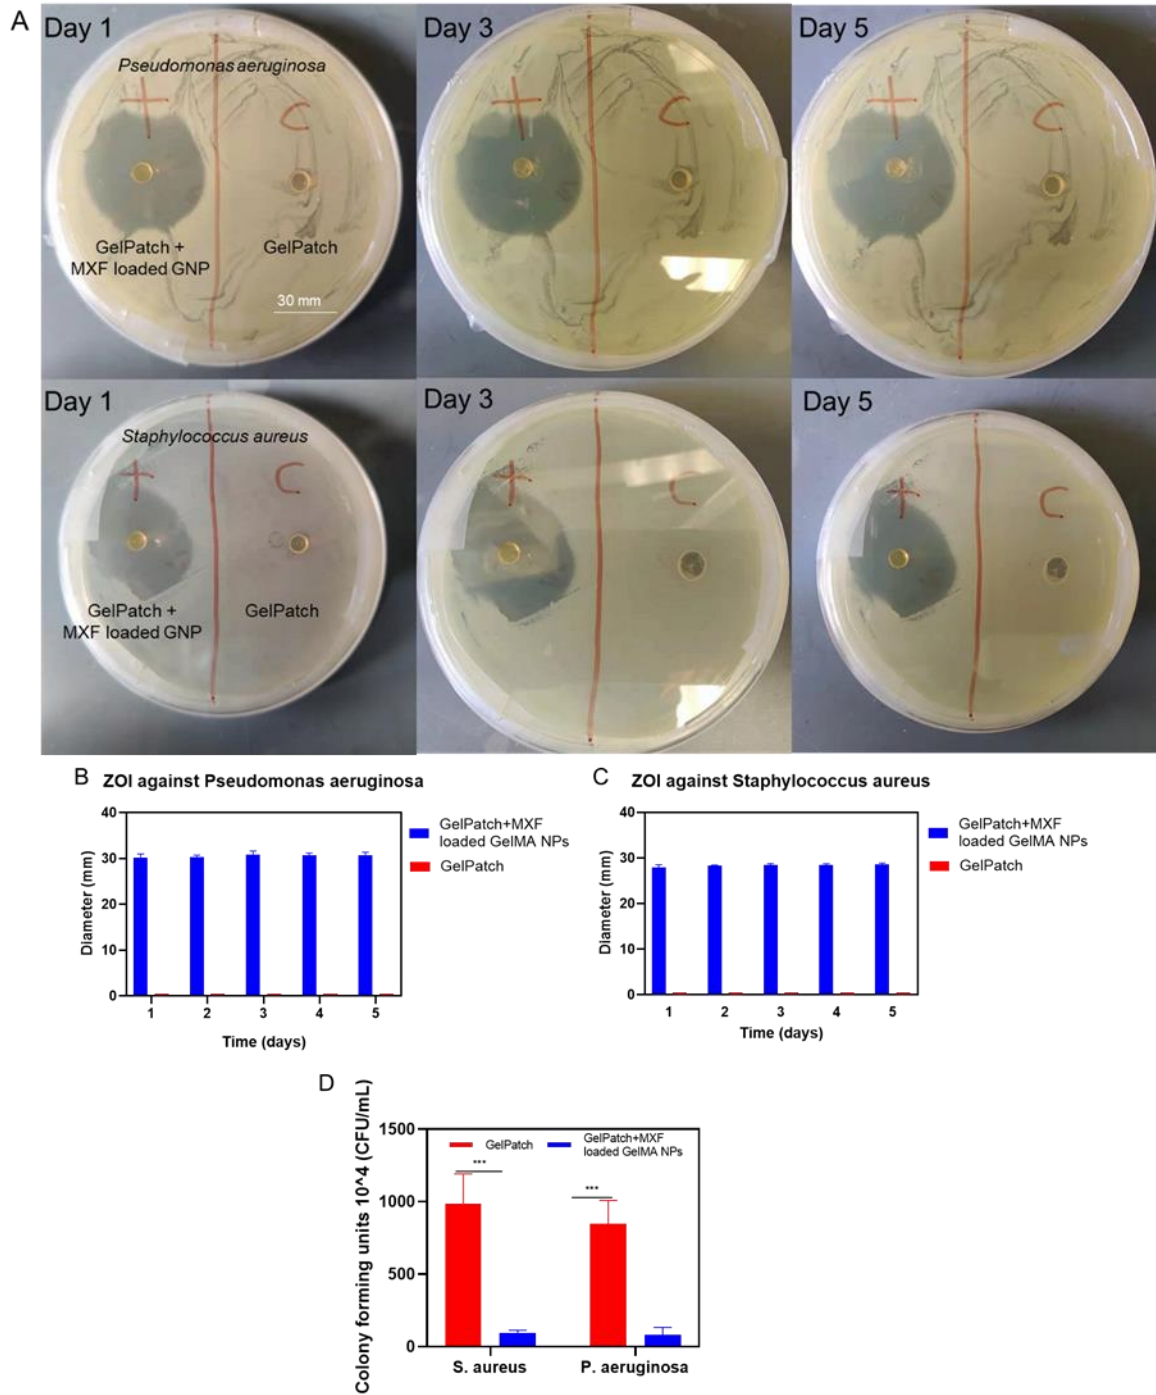 A
Day 1
Pseudomonas aeruginosa
+
C
GelPatch +
MXF loaded GNP
GelPatch
30 mm
Day 3
+
C
Day 5
+
C
Day 1
Staphylococcus aureus
+
C
GelPatch +
MXF loaded GNP
GelPatch
Day 3
+
C
Day 5
+
C
B
ZOI against Pseudomonas aeruginosa
Diameter (mm)
40
30
20
10
0
1 2 3 4 5
Time (days)
GelPatch+MXF
loaded GelMA NPs
GelPatch
C
ZOI against Staphylococcus aureus
Diameter (mm)
40
30
20
10
0
1 2 3 4 5
Time (days)
GelPatch+MXF
loaded GelMA NPs
GelPatch
D
Colony forming units 10^4 (CFU/mL)
1500
1000
500
0
GelPatch
GelPatch+MXF
loaded GelMA NPs
***
***
S. aureus P. aeruginosa